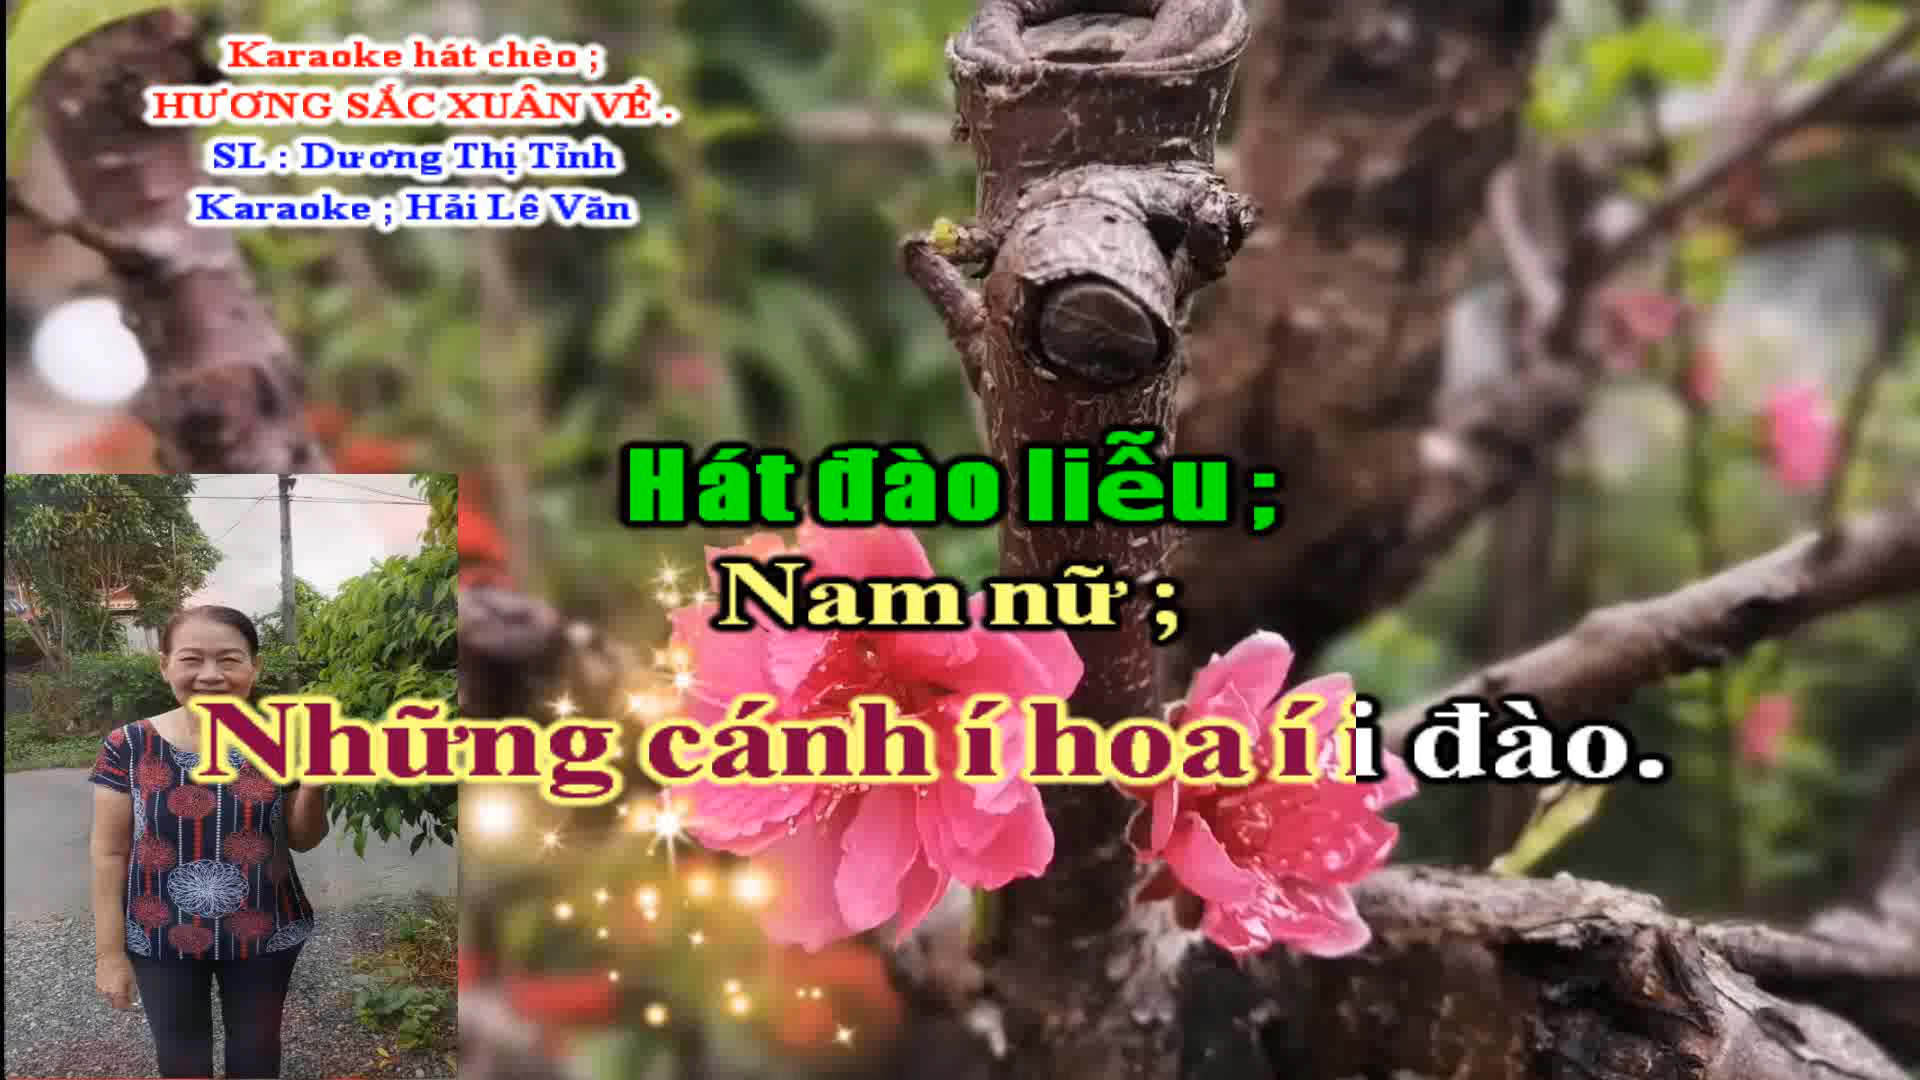 Karaoke hát chèo ;
HƯƠNG SẮC XUÂN VỀ .
SL : Dương Thị Tỉnh
Karaoke ; Hải Lê Văn
Hát đào liễu ;
Nam nữ ;
Những cánh í hoa í i đào.